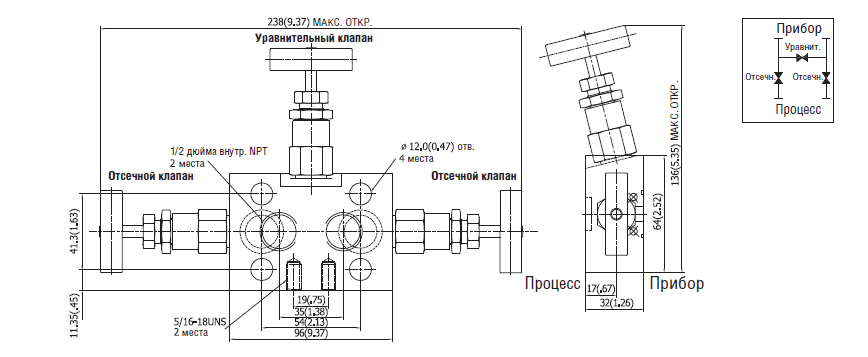 238(9.37) МАКС. ОТКР.
Уравнительный клапан
1/2 дюйма внутр. NPT
2 места
ø 12,0(0.47) отв.
4 места
Отсечной клапан
Отсечной клапан
41.3(1.63)
11.35(.45)
5/16-18UNS
2 места
19(.75)
35(1.38)
54(2.13)
96(9.37)
136(5.35) МАКС. ОТКР.
64(2.52)
Процесс
Прибор
17(.67)
32(1.26)
Прибор
Уравнит.
Отсечн.
Отсечн.
Процесс